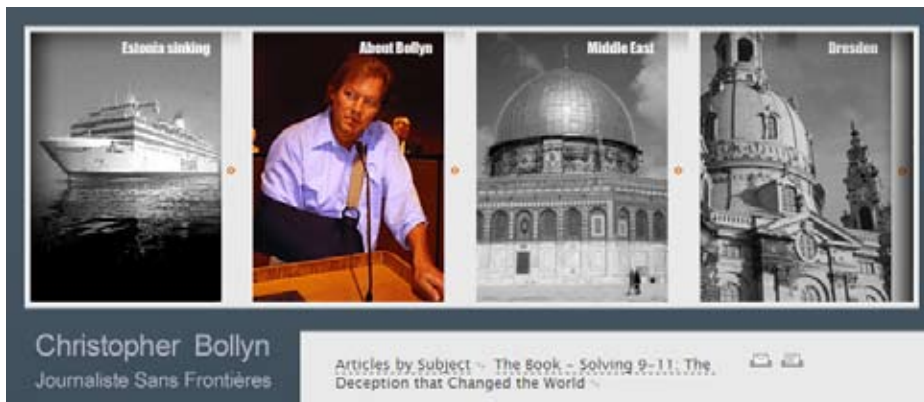 Estonia sinking
About Bollyn
Middle East
Dresden
Christopher Bollyn
Journaliste Sans Frontières
Articles by Subject The Book - Solving 9-11: The
Deception that Changed the World